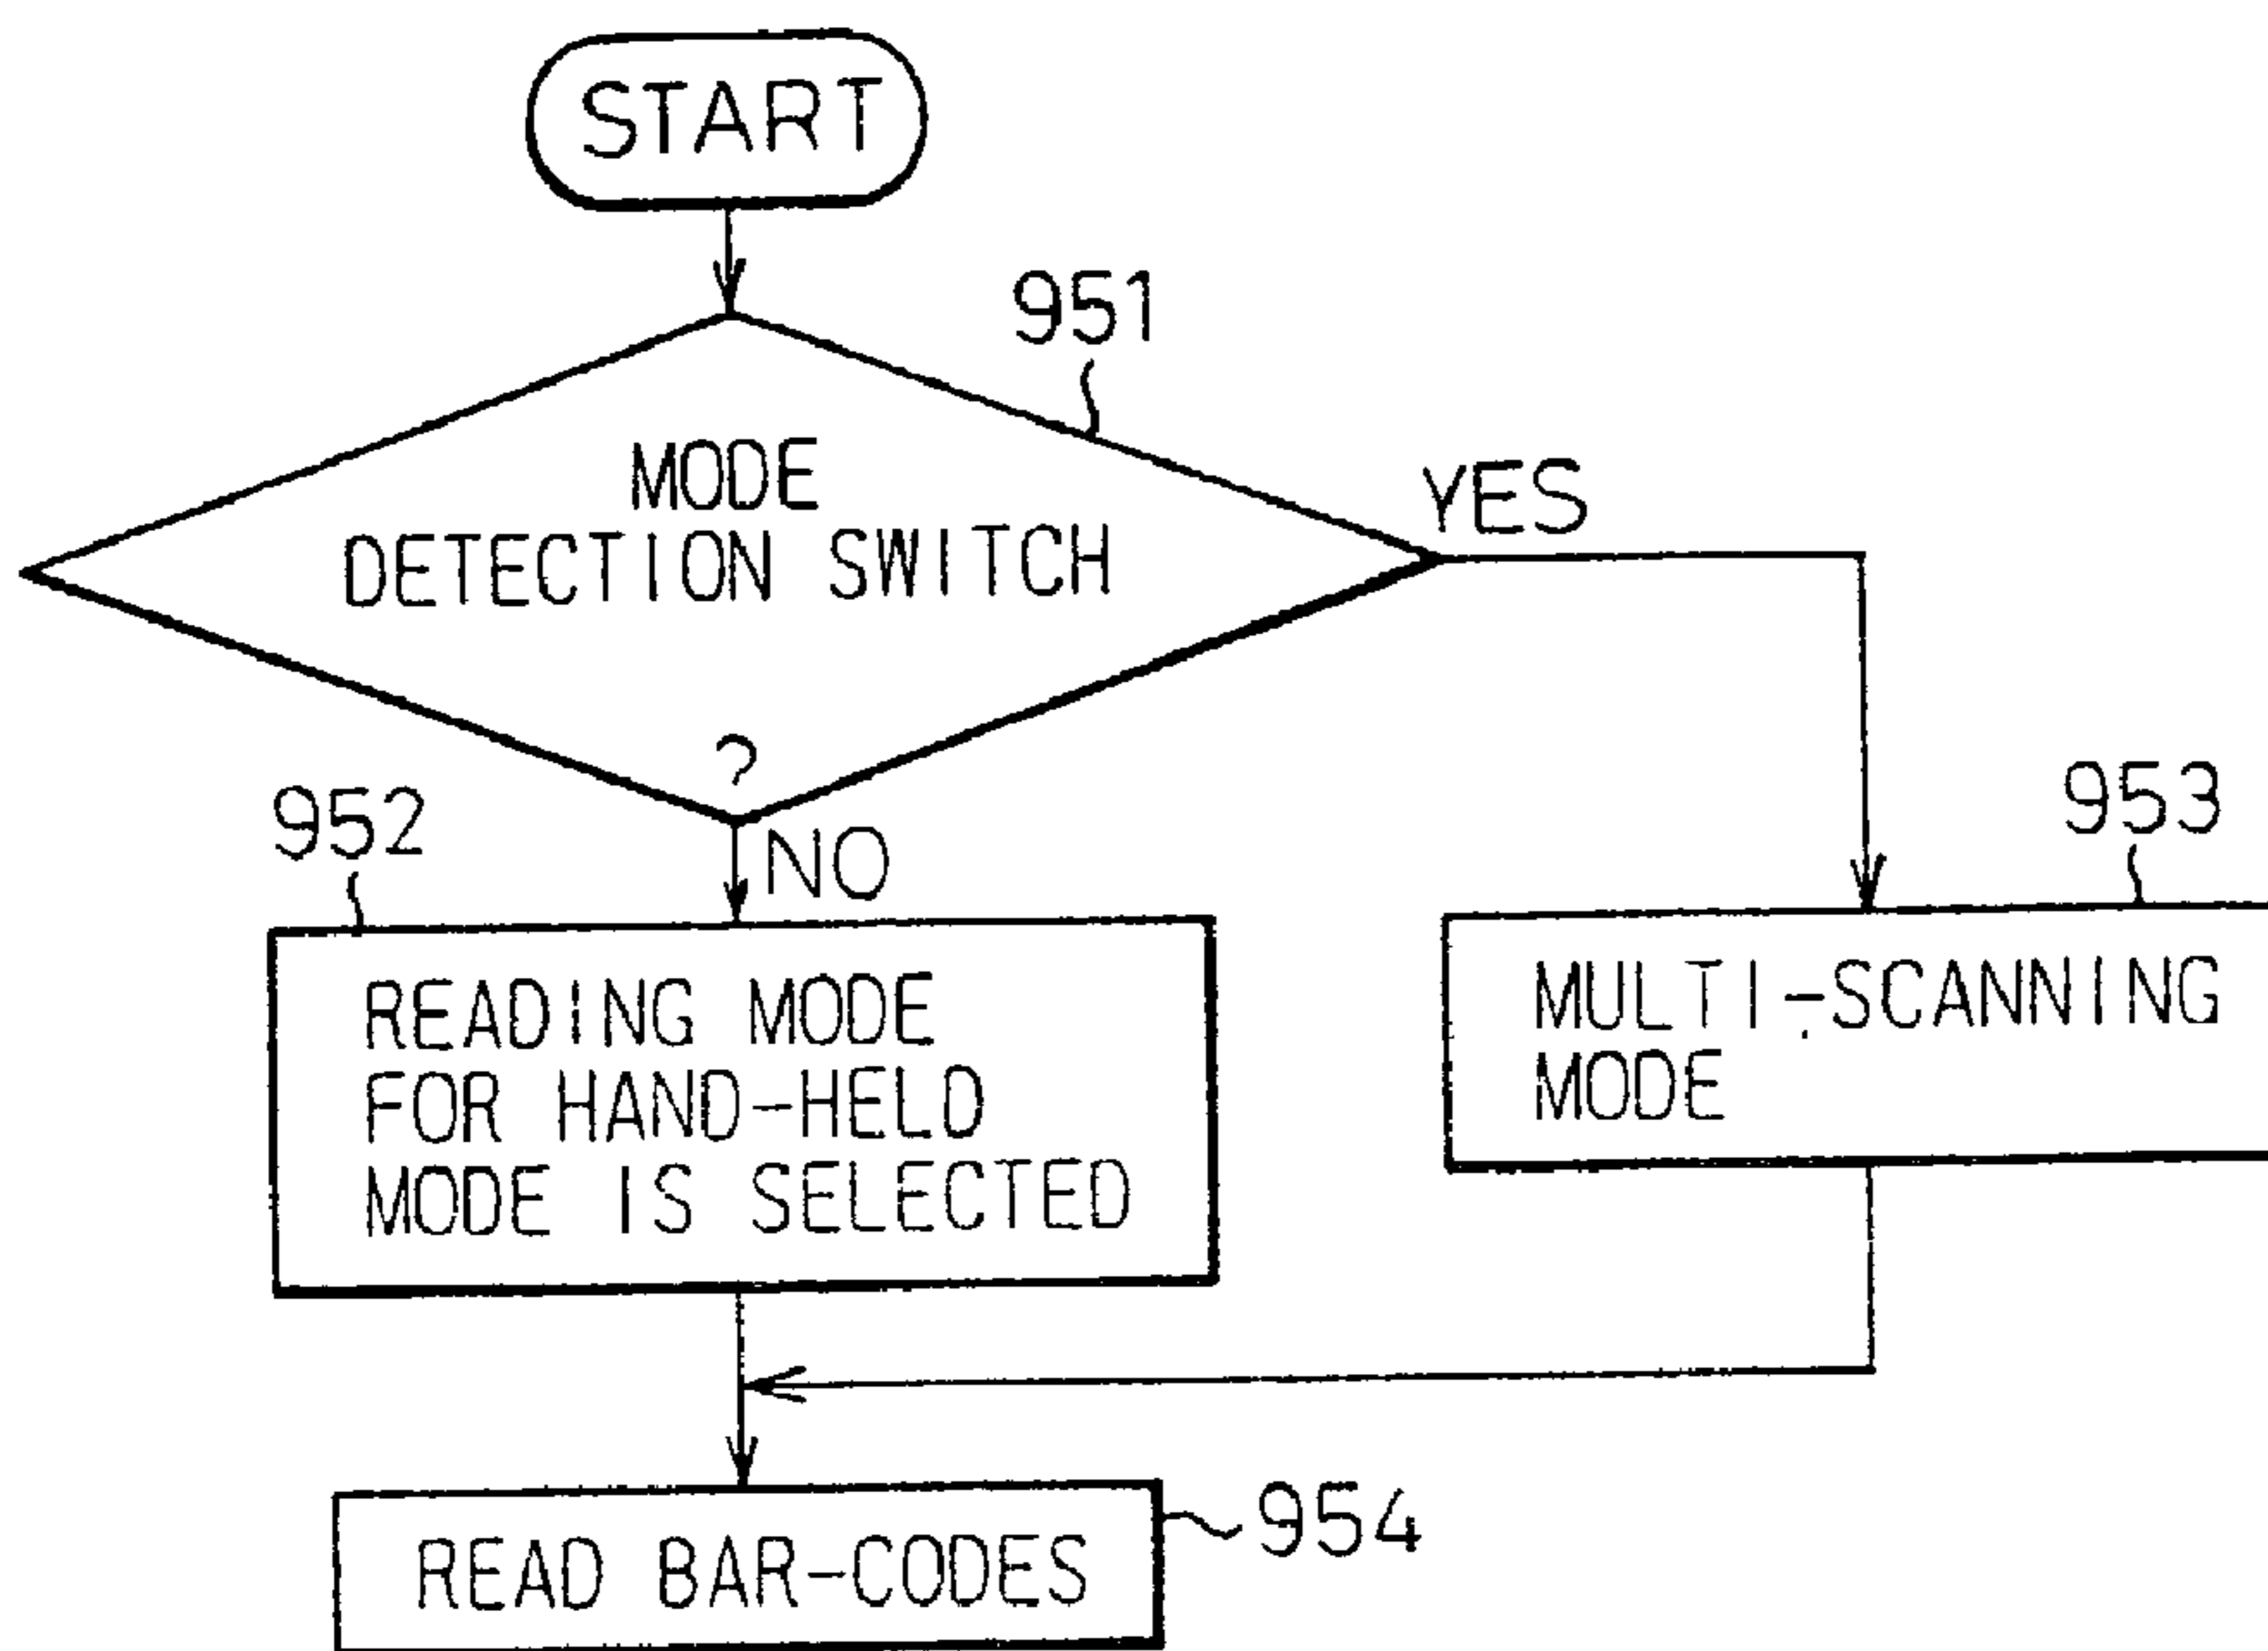 START
951
MODE
DETECTION SWITCH
?
YES
NO
952
READING MODE
FOR HAND-HELD
MODE IS SELECTED
953
MULTI-SCANNING
MODE
READ BAR-CODES
954